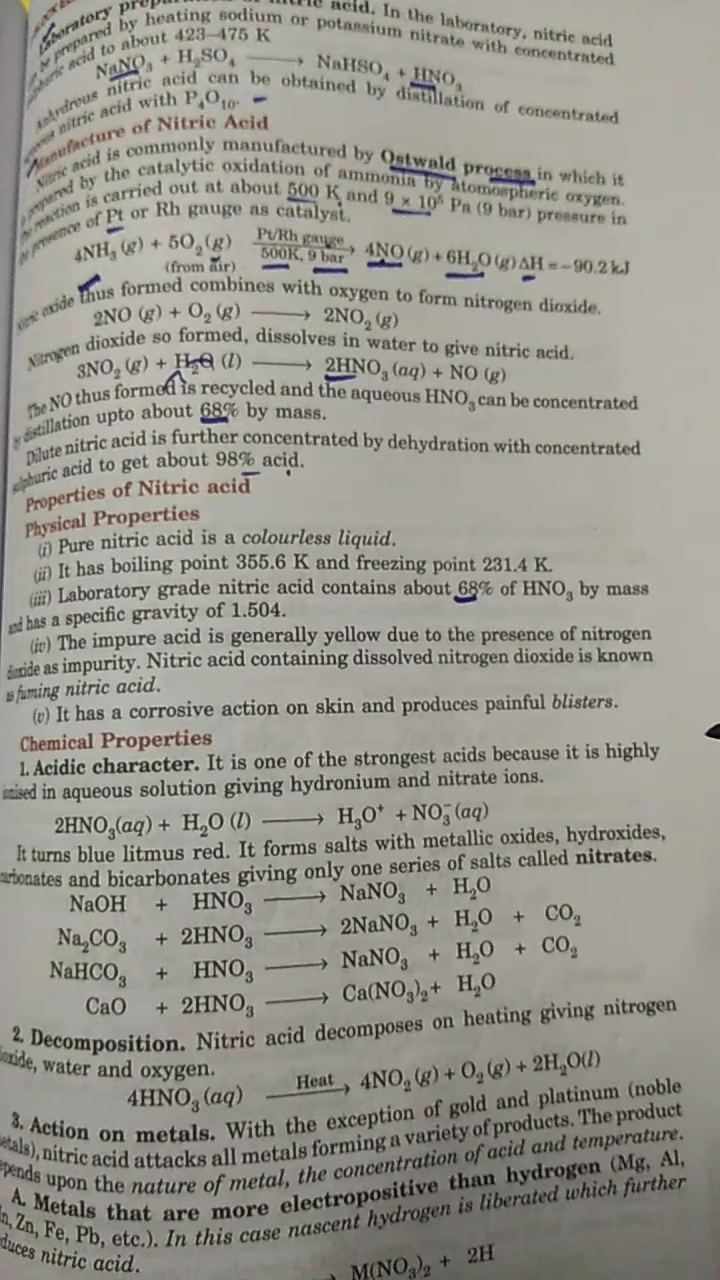 acid. In the laboratory, nitric acid
be prepared by heating sodium or potassium nitrate with concentrated
acid to about 423–475 K
NaNO₃ + H₂SO₄ ⟶ NaHSO₄ + HNO₃
Anhydrous nitric acid can be obtained by distillation of concentrated
nitric acid with P₄O₁₀.
Manufacture of Nitric Acid
Nitric acid is commonly manufactured by Ostwald process in which it
prepared by the catalytic oxidation of ammonia by atomospheric oxygen.
reaction is carried out at about 500 K and 9 × 10⁵ Pa (9 bar) pressure in
presence of Pt or Rh gauge as catalyst.
4NH₃ (g) + 5O₂ (g) Pt/Rh gauge 500K, 9 bar ⟶ 4NO (g) + 6H₂O (g) ΔH = – 90.2 kJ
(from air)
oxide thus formed combines with oxygen to form nitrogen dioxide.
2NO (g) + O₂ (g) ⟶ 2NO₂ (g)
Nitrogen dioxide so formed, dissolves in water to give nitric acid.
3NO₂ (g) + H₂O (l) ⟶ 2HNO₃ (aq) + NO (g)
The NO thus formed is recycled and the aqueous HNO₃ can be concentrated
distillation upto about 68% by mass.
Dilute nitric acid is further concentrated by dehydration with concentrated
sulphuric acid to get about 98% acid.
Properties of Nitric acid
Physical Properties
(i) Pure nitric acid is a colourless liquid.
(ii) It has boiling point 355.6 K and freezing point 231.4 K.
(iii) Laboratory grade nitric acid contains about 68% of HNO₃ by mass
and has a specific gravity of 1.504.
(iv) The impure acid is generally yellow due to the presence of nitrogen
dioxide as impurity. Nitric acid containing dissolved nitrogen dioxide is known
as fuming nitric acid.
(v) It has a corrosive action on skin and produces painful blisters.
Chemical Properties
1. Acidic character. It is one of the strongest acids because it is highly
ionised in aqueous solution giving hydronium and nitrate ions.
2HNO₃(aq) + H₂O (l) ⟶ H₃O⁺ + NO₃⁻ (aq)
It turns blue litmus red. It forms salts with metallic oxides, hydroxides,
carbonates and bicarbonates giving only one series of salts called nitrates.
NaOH + HNO₃ ⟶ NaNO₃ + H₂O
Na₂CO₃ + 2HNO₃ ⟶ 2NaNO₃ + H₂O + CO₂
NaHCO₃ + HNO₃ ⟶ NaNO₃ + H₂O + CO₂
CaO + 2HNO₃ ⟶ Ca(NO₃)₂ + H₂O
2. Decomposition. Nitric acid decomposes on heating giving nitrogen
oxide, water and oxygen.
4HNO₃ (aq) Heat ⟶ 4NO₂ (g) + O₂ (g) + 2H₂O(l)
3. Action on metals. With the exception of gold and platinum (noble
metals), nitric acid attacks all metals forming a variety of products. The product
epends upon the nature of metal, the concentration of acid and temperature.
A. Metals that are more electropositive than hydrogen (Mg, Al,
n, Zn, Fe, Pb, etc.). In this case nascent hydrogen is liberated which further
duces nitric acid.
M(NO₃)₂ + 2H